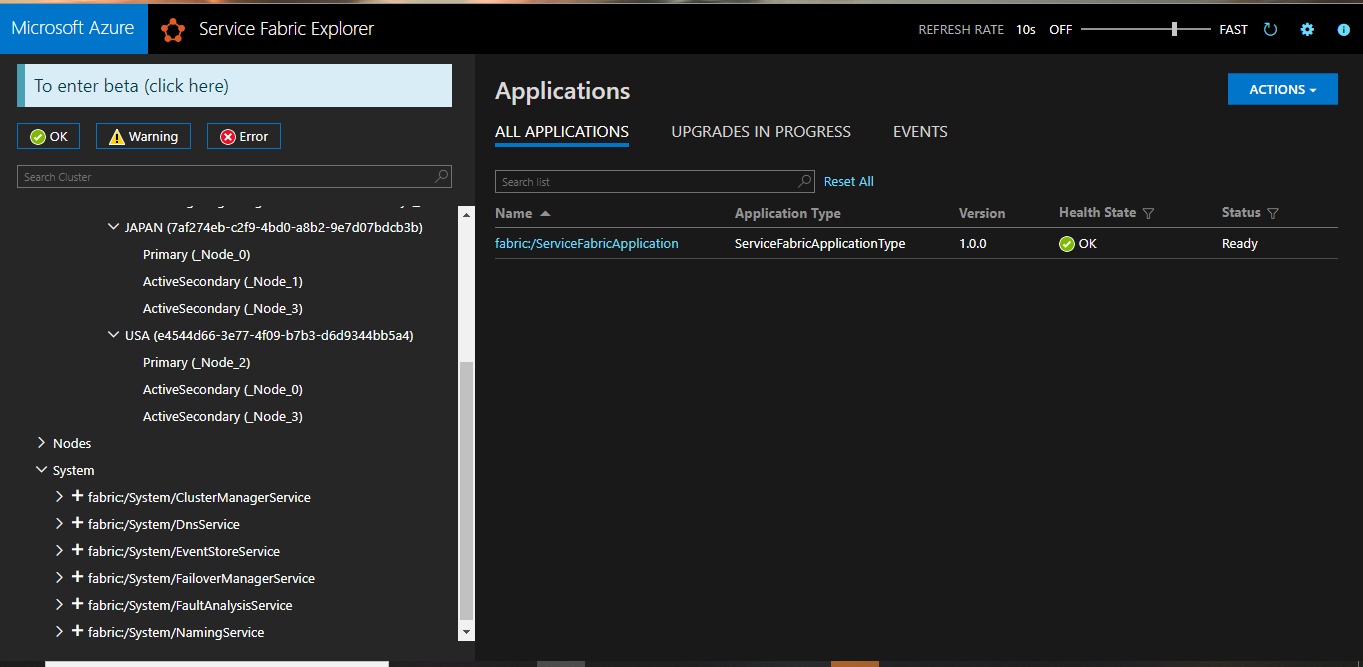 Microsoft Azure
Service Fabric Explorer
REFRESH RATE 10s OFF FAST
To enter beta (click here)
OK Warning Error
Search Cluster
JAPAN (7af274eb-c2f9-4bd0-a8b2-9e7d07bdcb3b)
Primary (_Node_0)
ActiveSecondary (_Node_1)
ActiveSecondary (_Node_3)
USA (e4544d66-3e77-4f09-b7b3-d6d9344bb5a4)
Primary (_Node_2)
ActiveSecondary (_Node_0)
ActiveSecondary (_Node_3)
Nodes
System
fabric:/System/ClusterManagerService
fabric:/System/DnsService
fabric:/System/EventStoreService
fabric:/System/FailoverManagerService
fabric:/System/FaultAnalysisService
fabric:/System/NamingService
Applications
ACTIONS
ALL APPLICATIONS UPGRADES IN PROGRESS EVENTS
Search list Reset All
Name Application Type Version Health State Status
fabric:/ServiceFabricApplication ServiceFabricApplicationType 1.0.0 OK Ready